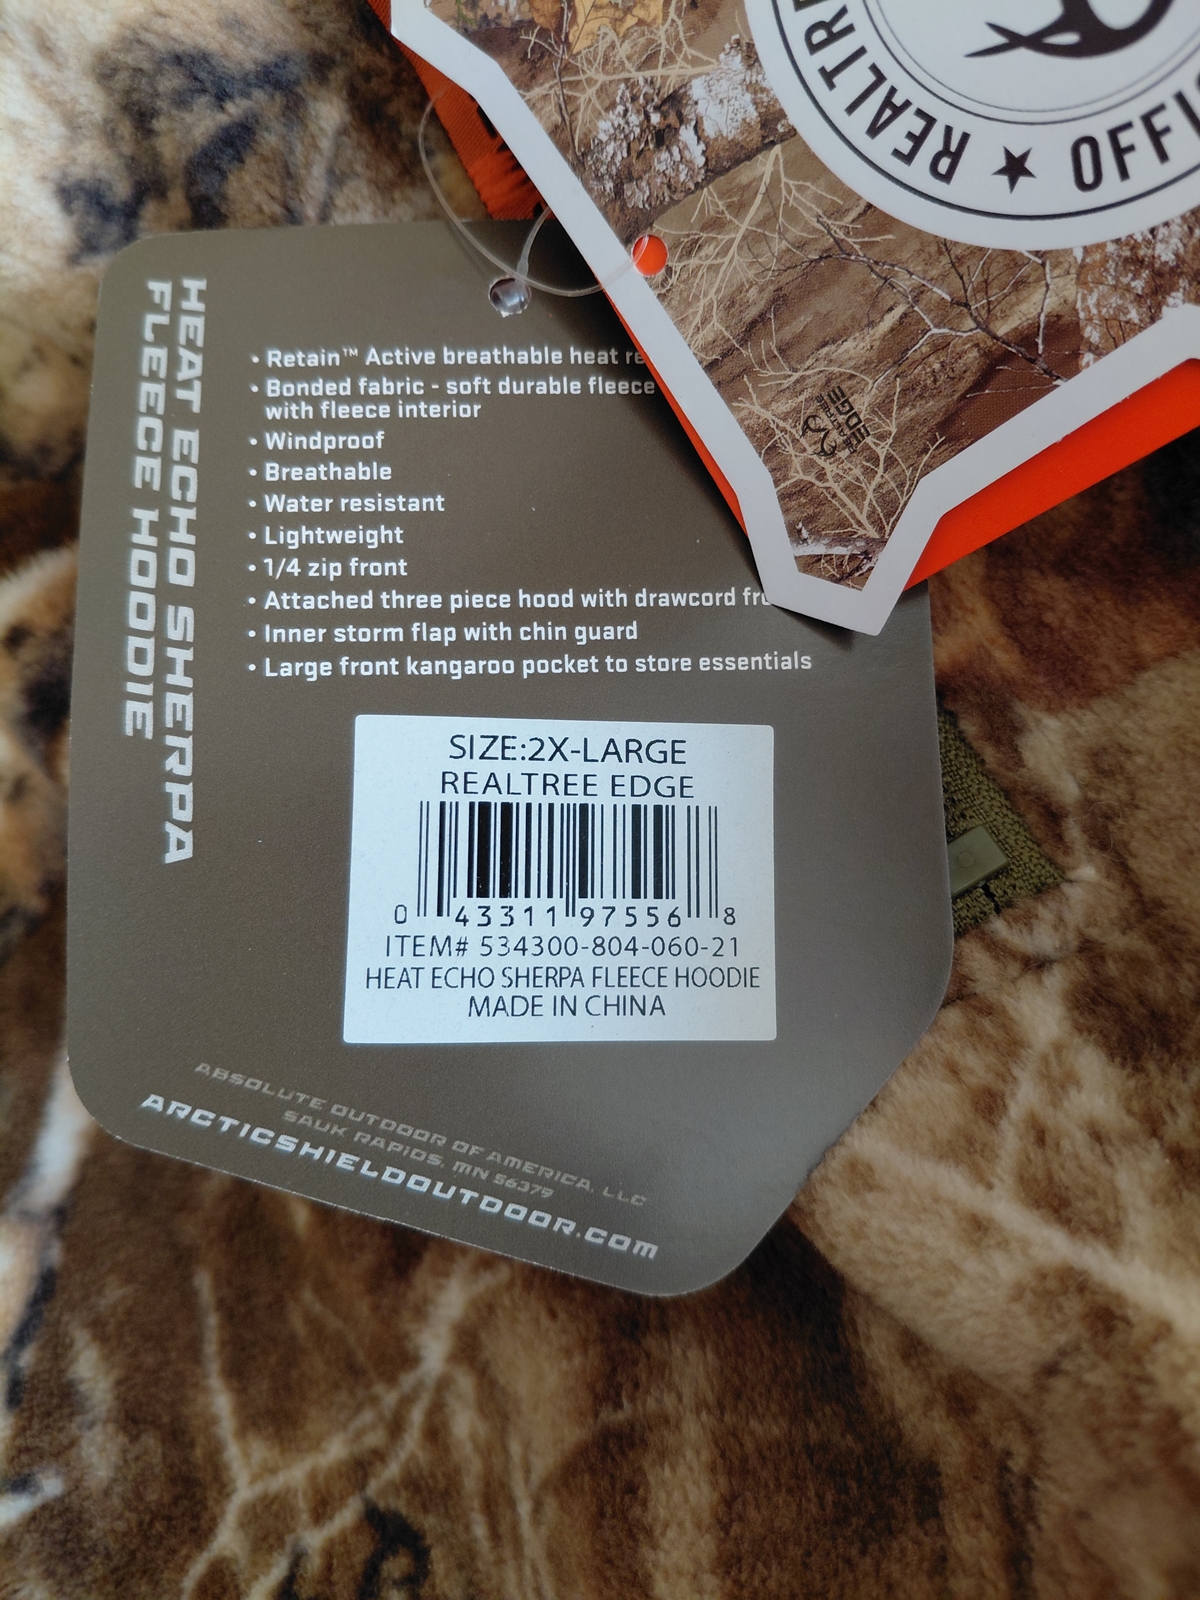 REALTR
OFFI
REALTREE
EDGE
HEAT ECHO SHERPA
FLEECE HOODIE
• Retain™ Active breathable heat re
• Bonded fabric - soft durable fleece
with fleece interior
• Windproof
• Breathable
• Water resistant
• Lightweight
• 1/4 zip front
• Attached three piece hood with drawcord fr
• Inner storm flap with chin guard
• Large front kangaroo pocket to store essentials
SIZE:2X-LARGE
REALTREE EDGE
0 43311 97556 8
ITEM# 534300-804-060-21
HEAT ECHO SHERPA FLEECE HOODIE
MADE IN CHINA
ABSOLUTE OUTDOOR OF AMERICA, LLC
SAUK RAPIDS, MN 56379
ARCTICSHIELDOUTDOOR.COM